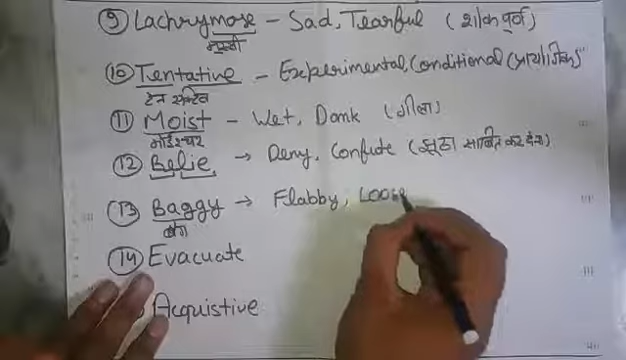 9 Lachrymose - Sad, Tearful (शोकपूर्ण)
10 Tentative - Experimental, Conditional (प्रायोगिक)
टेन टेटिव
11 Moist - Wet, Dank (गीला)
मॉइस्चर
12 Belie → Deny, Confute (झूठा साबित कर देना)
13 Baggy → Flabby, Loose
14 Evacuate
Acquistive